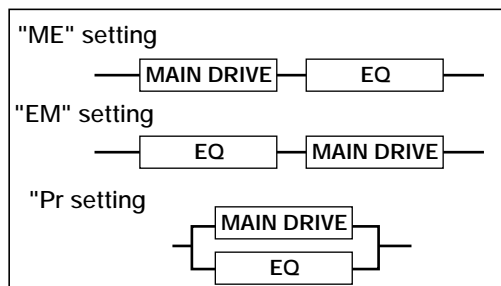 "ME" setting
MAIN DRIVE EQ
"EM" setting
EQ MAIN DRIVE
"Pr setting
MAIN DRIVE
EQ